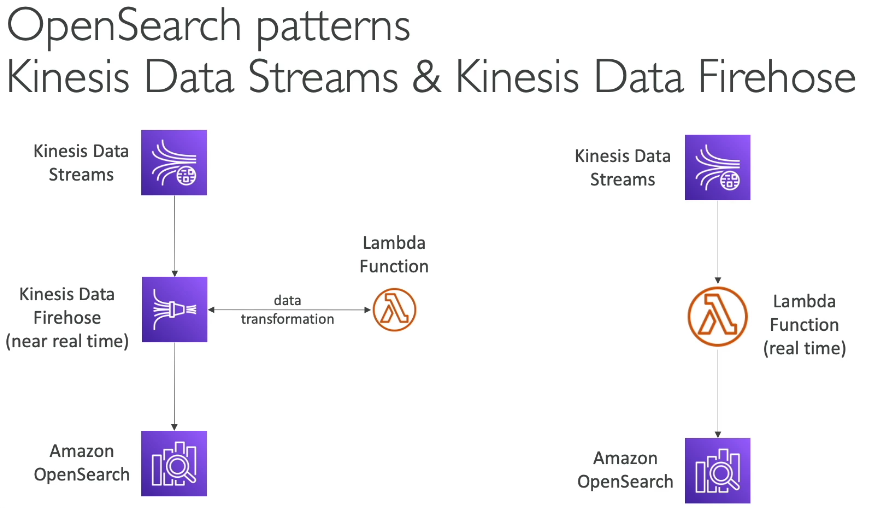 OpenSearch patterns
Kinesis Data Streams & Kinesis Data Firehose
Kinesis Data
Streams
Kinesis Data
Firehose
(near real time)
data
transformation
Lambda
Function
Amazon
OpenSearch
Kinesis Data
Streams
Lambda
Function
(real time)
Amazon
OpenSearch